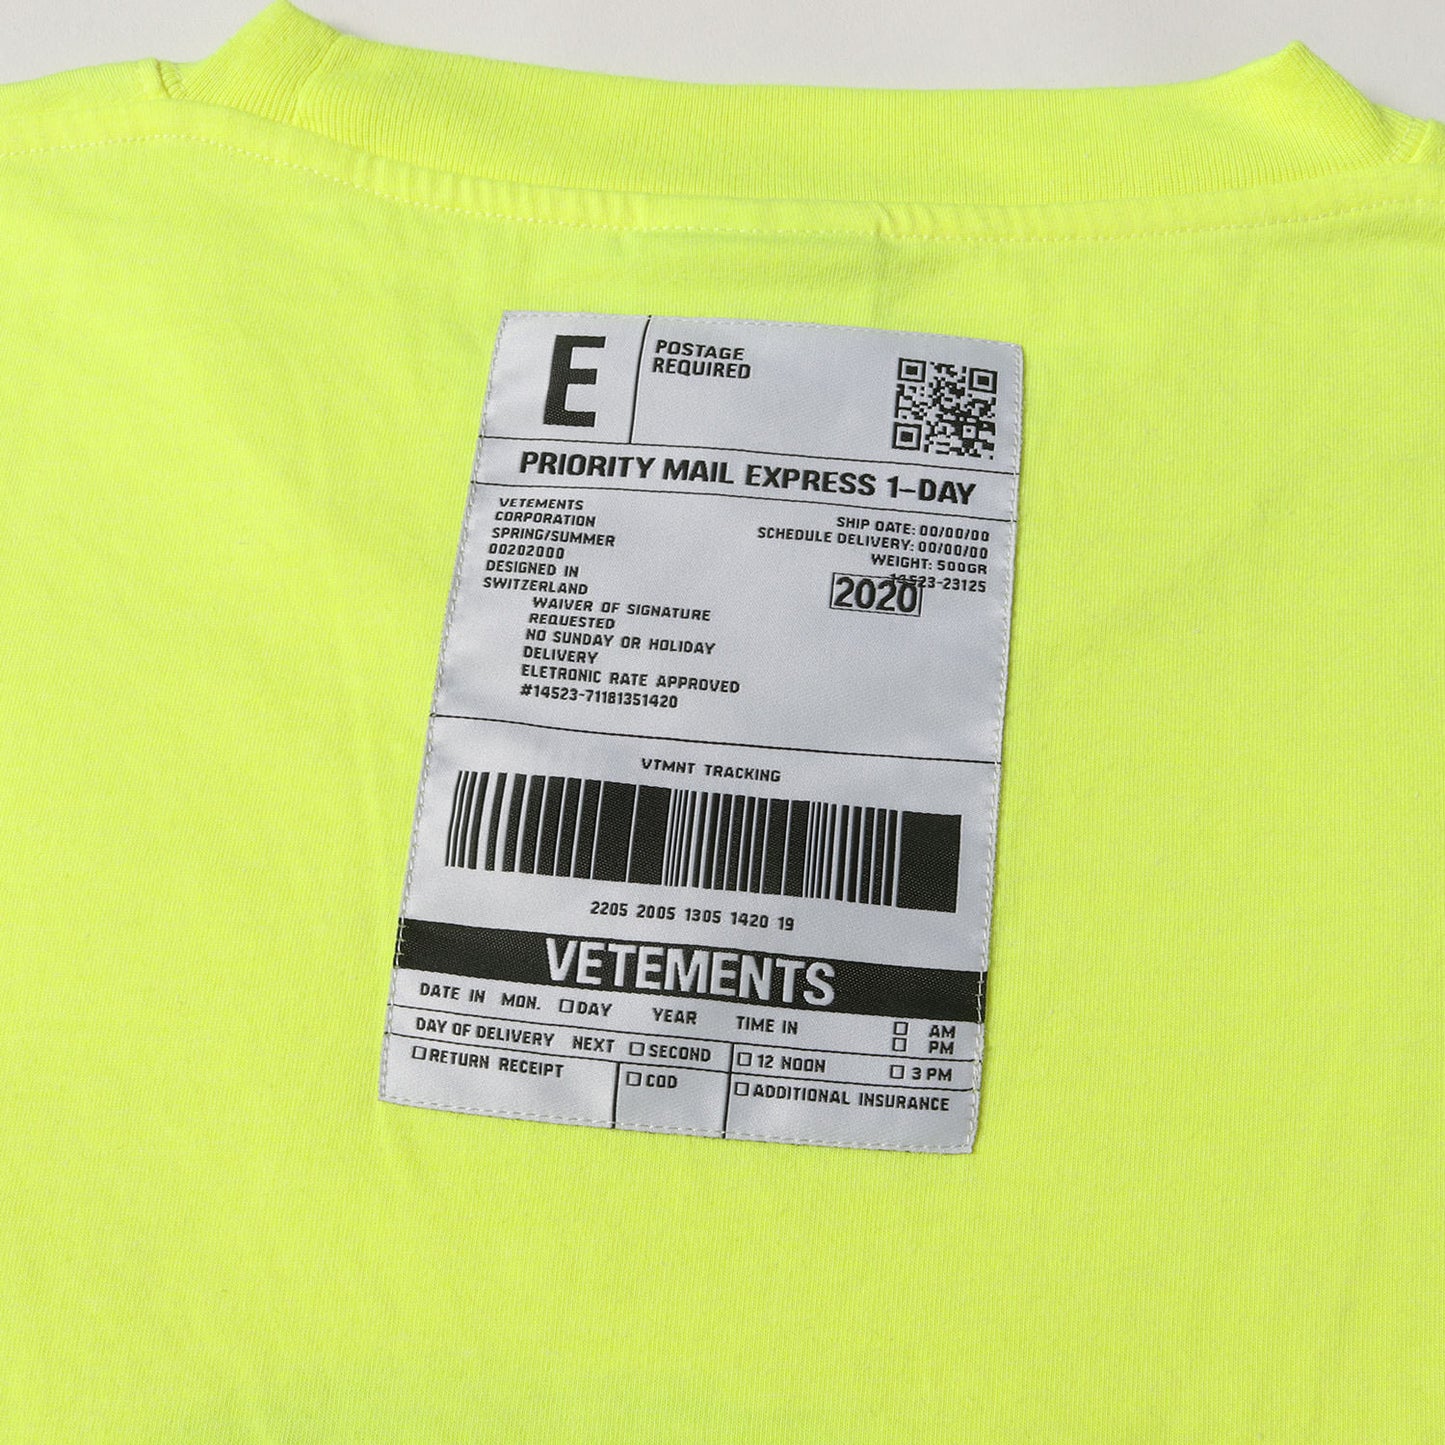 E
POSTAGE
REQUIRED
PRIORITY MAIL EXPRESS 1-DAY
VETEMENTS
CORPORATION
SPRING/SUMMER
00202000
DESIGNED IN
SWITZERLAND
WAIVER OF SIGNATURE
REQUESTED
NO SUNDAY OR HOLIDAY
DELIVERY
ELETRONIC RATE APPROVED
#14523-71181351420
SHIP DATE: 00/00/00
SCHEDULE DELIVERY: 00/00/00
WEIGHT: 500GR
14523-23125
2020
VTMNT TRACKING
2205 2005 1305 1420 19
VETEMENTS
DATE IN MON. DAY YEAR TIME IN AM
PM
DAY OF DELIVERY NEXT SECOND 12 NOON 3 PM
RETURN RECEIPT COD ADDITIONAL INSURANCE